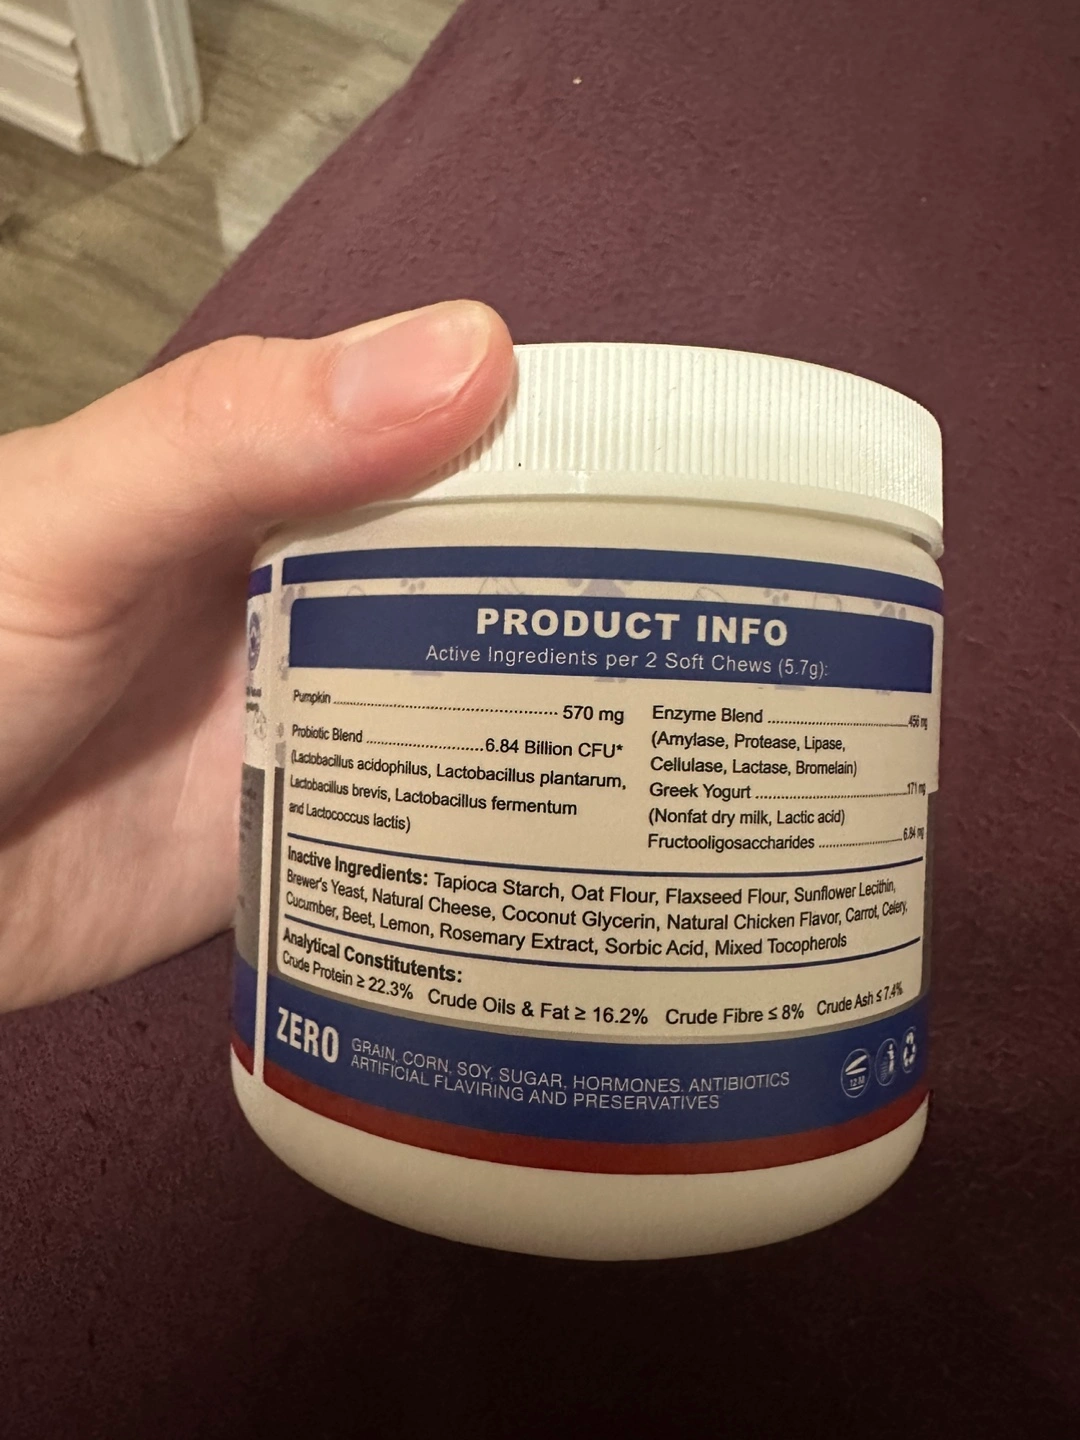 PRODUCT INFO
Active Ingredients per 2 Soft Chews (5.7g):
Pumpkin ........................................................ 570 mg
Probiotic Blend .............................6.84 Billion CFU*
(Lactobacillus acidophilus, Lactobacillus plantarum,
Lactobacillus brevis, Lactobacillus fermentum
and Lactococcus lactis)
Enzyme Blend .......................................456 mg
(Amylase, Protease, Lipase,
Cellulase, Lactase, Bromelain)
Greek Yogurt ..........................................171 mg
(Nonfat dry milk, Lactic acid)
Fructooligosaccharides ........................ 6.84 mg
Inactive Ingredients: Tapioca Starch, Oat Flour, Flaxseed Flour, Sunflower Lecithin,
Brewer's Yeast, Natural Cheese, Coconut Glycerin, Natural Chicken Flavor, Carrot, Celery,
Cucumber, Beet, Lemon, Rosemary Extract, Sorbic Acid, Mixed Tocopherols
Analytical Constitutents:
Crude Protein ≥ 22.3% Crude Oils & Fat ≥ 16.2% Crude Fibre ≤ 8% Crude Ash ≤ 7.4%
ZERO
GRAIN, CORN, SOY, SUGAR, HORMONES. ANTIBIOTICS
ARTIFICIAL FLAVIRING AND PRESERVATIVES